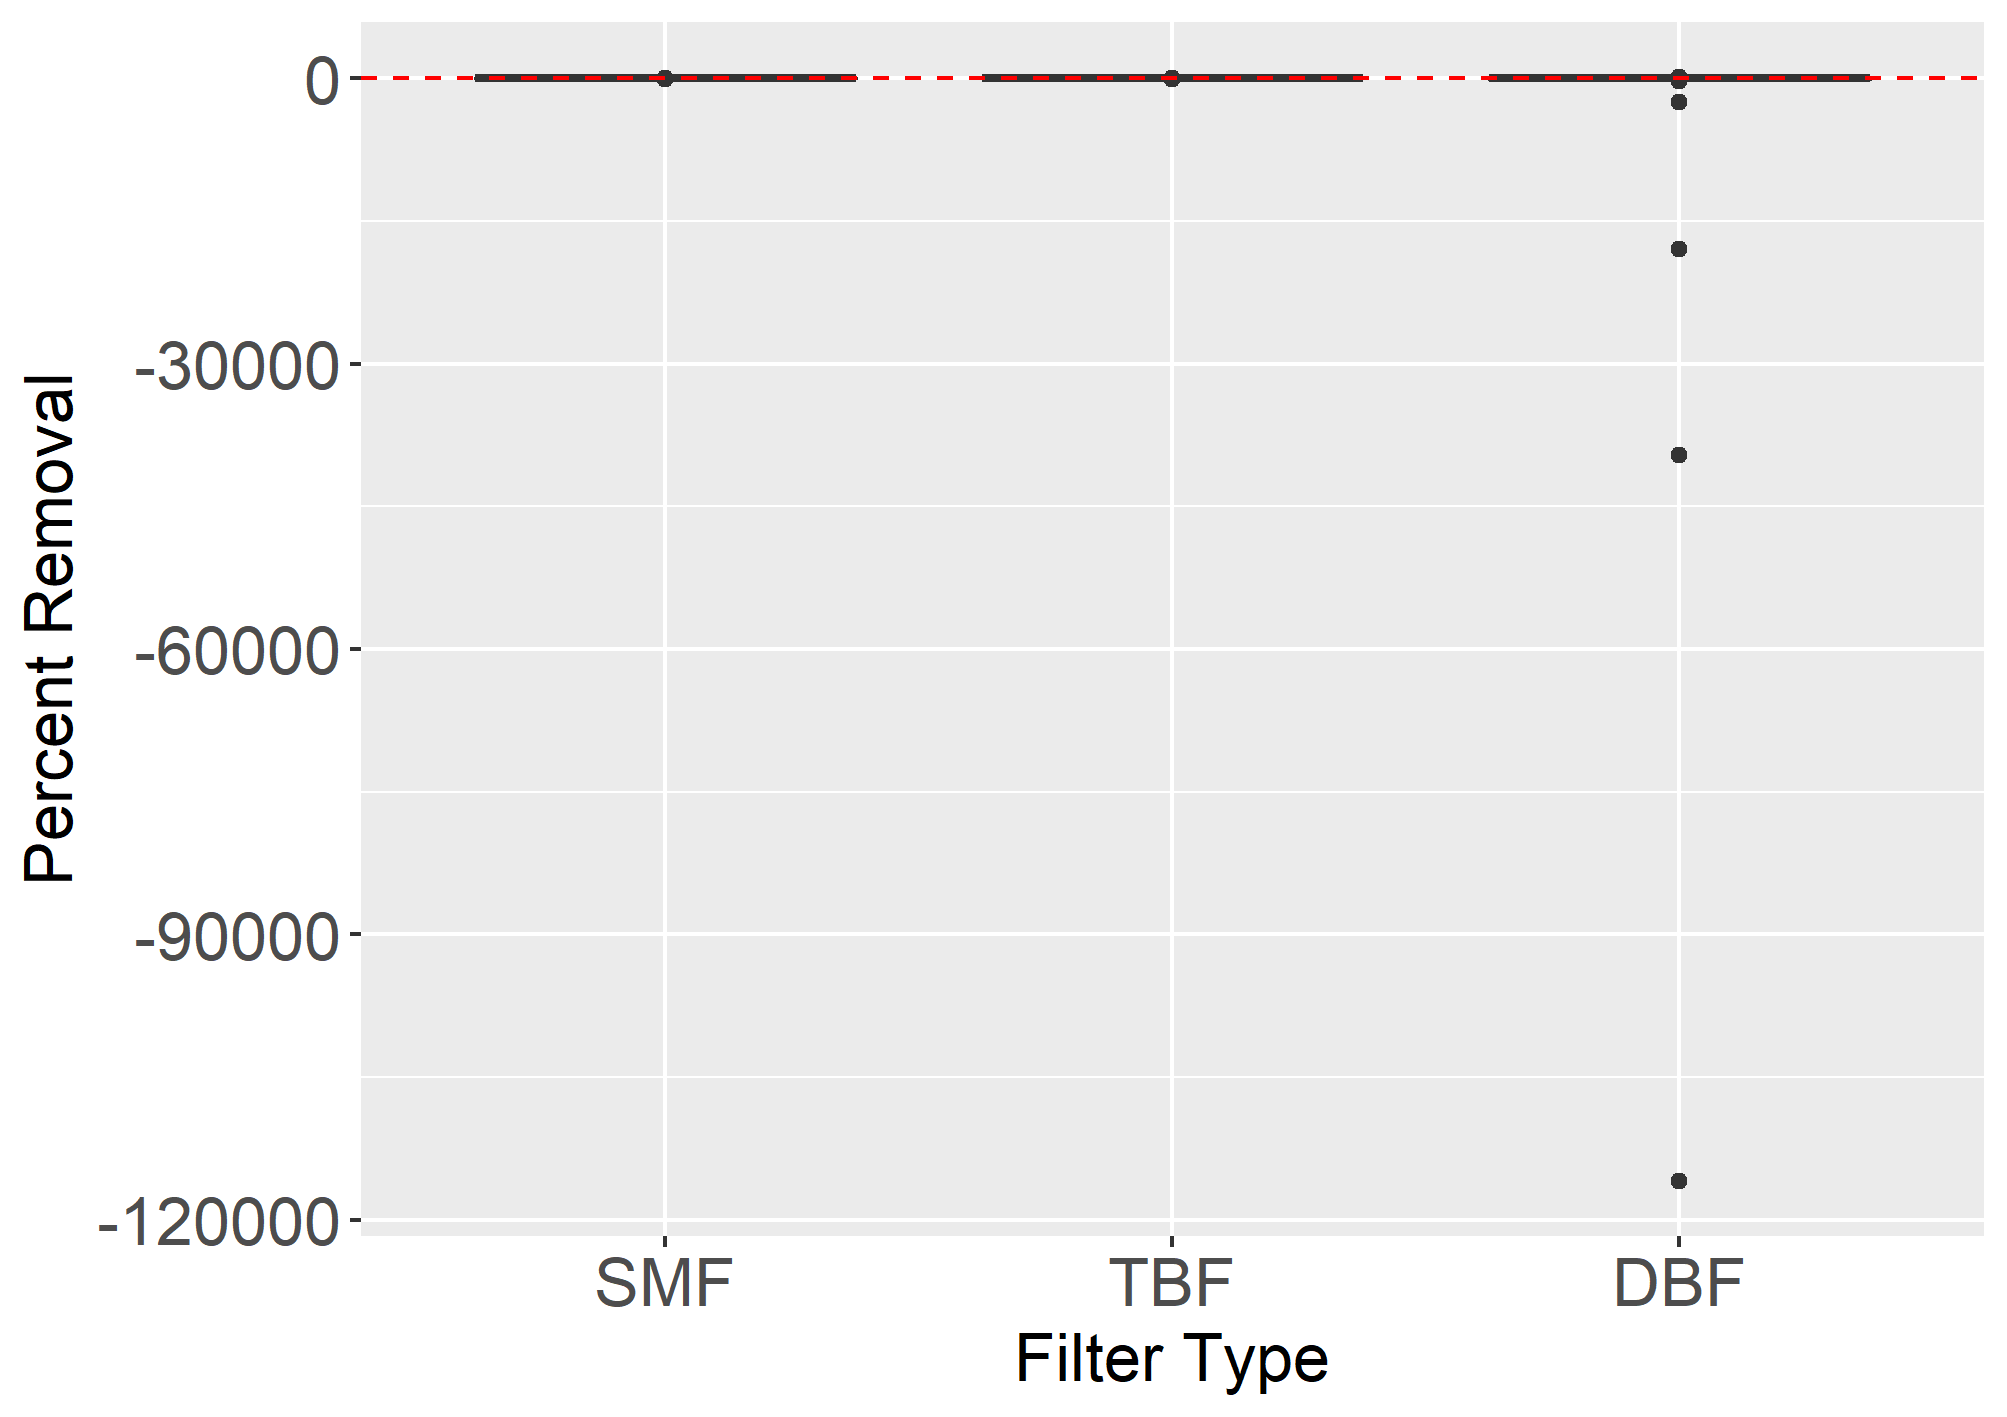 Percent Removal
0
-30000
-60000
-90000
-120000
SMF TBF DBF
Filter Type